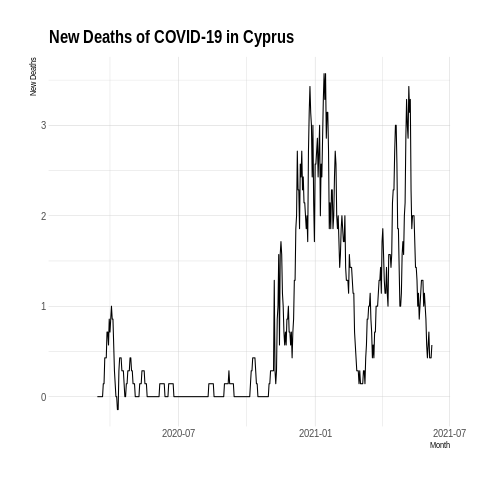 New Deaths of COVID-19 in Cyprus
New Deaths
3
2
1
0
2020-07
2021-01
2021-07
Month